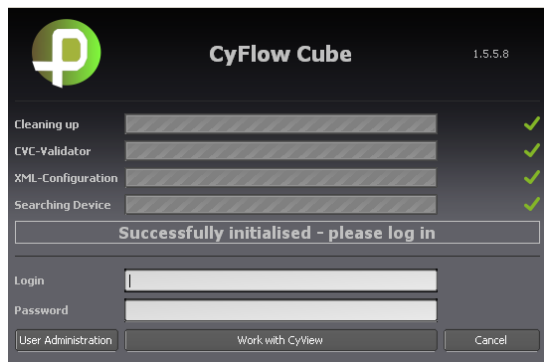 CyFlow Cube
1.5.5.8
Cleaning up
CVC-Validator
XML-Configuration
Searching Device
Successfully initialised - please log in
Login
Password
User Administration
Work with CyView
Cancel